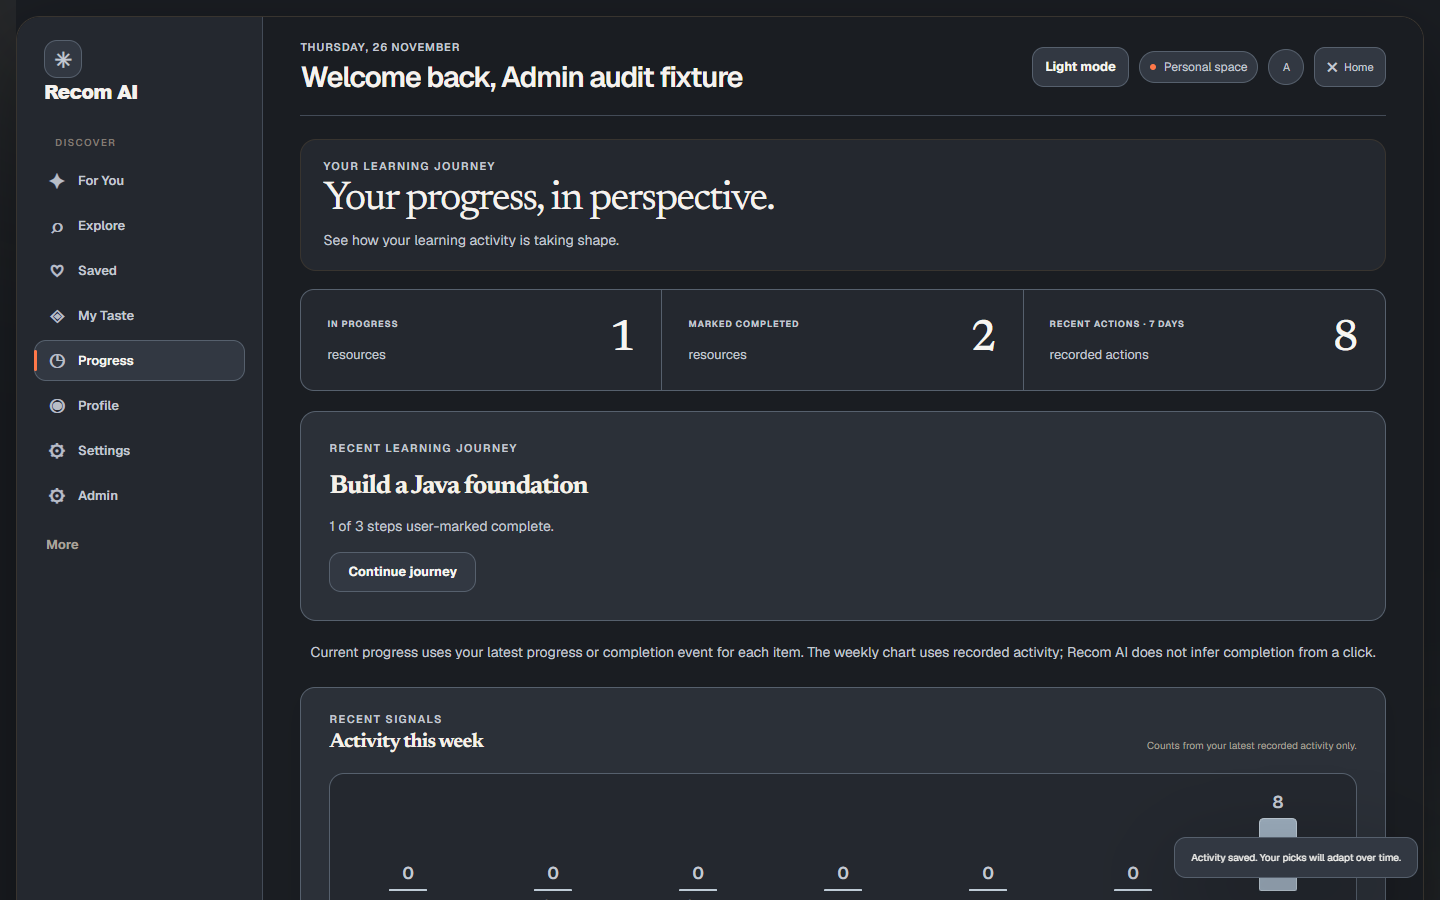 Recom AI
DISCOVER
For You
Explore
Saved
My Taste
Progress
Profile
Settings
Admin
More
THURSDAY, 26 NOVEMBER
Welcome back, Admin audit fixture
Light mode
Personal space
A
Home
YOUR LEARNING JOURNEY
Your progress, in perspective.
See how your learning activity is taking shape.
IN PROGRESS
1
resources
MARKED COMPLETED
2
resources
RECENT ACTIONS · 7 DAYS
8
recorded actions
RECENT LEARNING JOURNEY
Build a Java foundation
1 of 3 steps user-marked complete.
Continue journey
Current progress uses your latest progress or completion event for each item. The weekly chart uses recorded activity; Recom AI does not infer completion from a click.
RECENT SIGNALS
Activity this week
Counts from your latest recorded activity only.
0 0 0 0 0 0 8
Activity saved. Your picks will adapt over time.